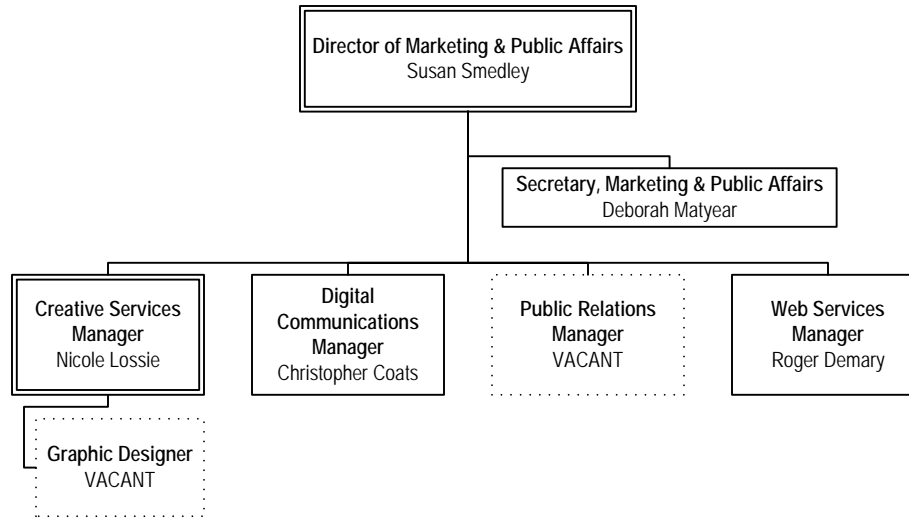 Director of Marketing & Public Affairs
Susan Smedley
Secretary, Marketing & Public Affairs
Deborah Matyear
Creative Services
Manager
Nicole Lossie
Digital
Communications
Manager
Christopher Coats
Public Relations
Manager
VACANT
Web Services
Manager
Roger Demary
Graphic Designer
VACANT